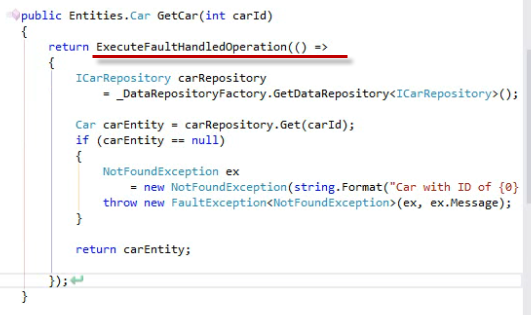 public Entities.Car GetCar(int carId)
{
return ExecuteFaultHandledOperation(() =>
{
ICarRepository carRepository
= _DataRepositoryFactory.GetDataRepository<ICarRepository>();
Car carEntity = carRepository.Get(carId);
if (carEntity == null)
{
NotFoundException ex
= new NotFoundException(string.Format("Car with ID of {0}
throw new FaultException<NotFoundException>(ex, ex.Message);
}
return carEntity;
});
}